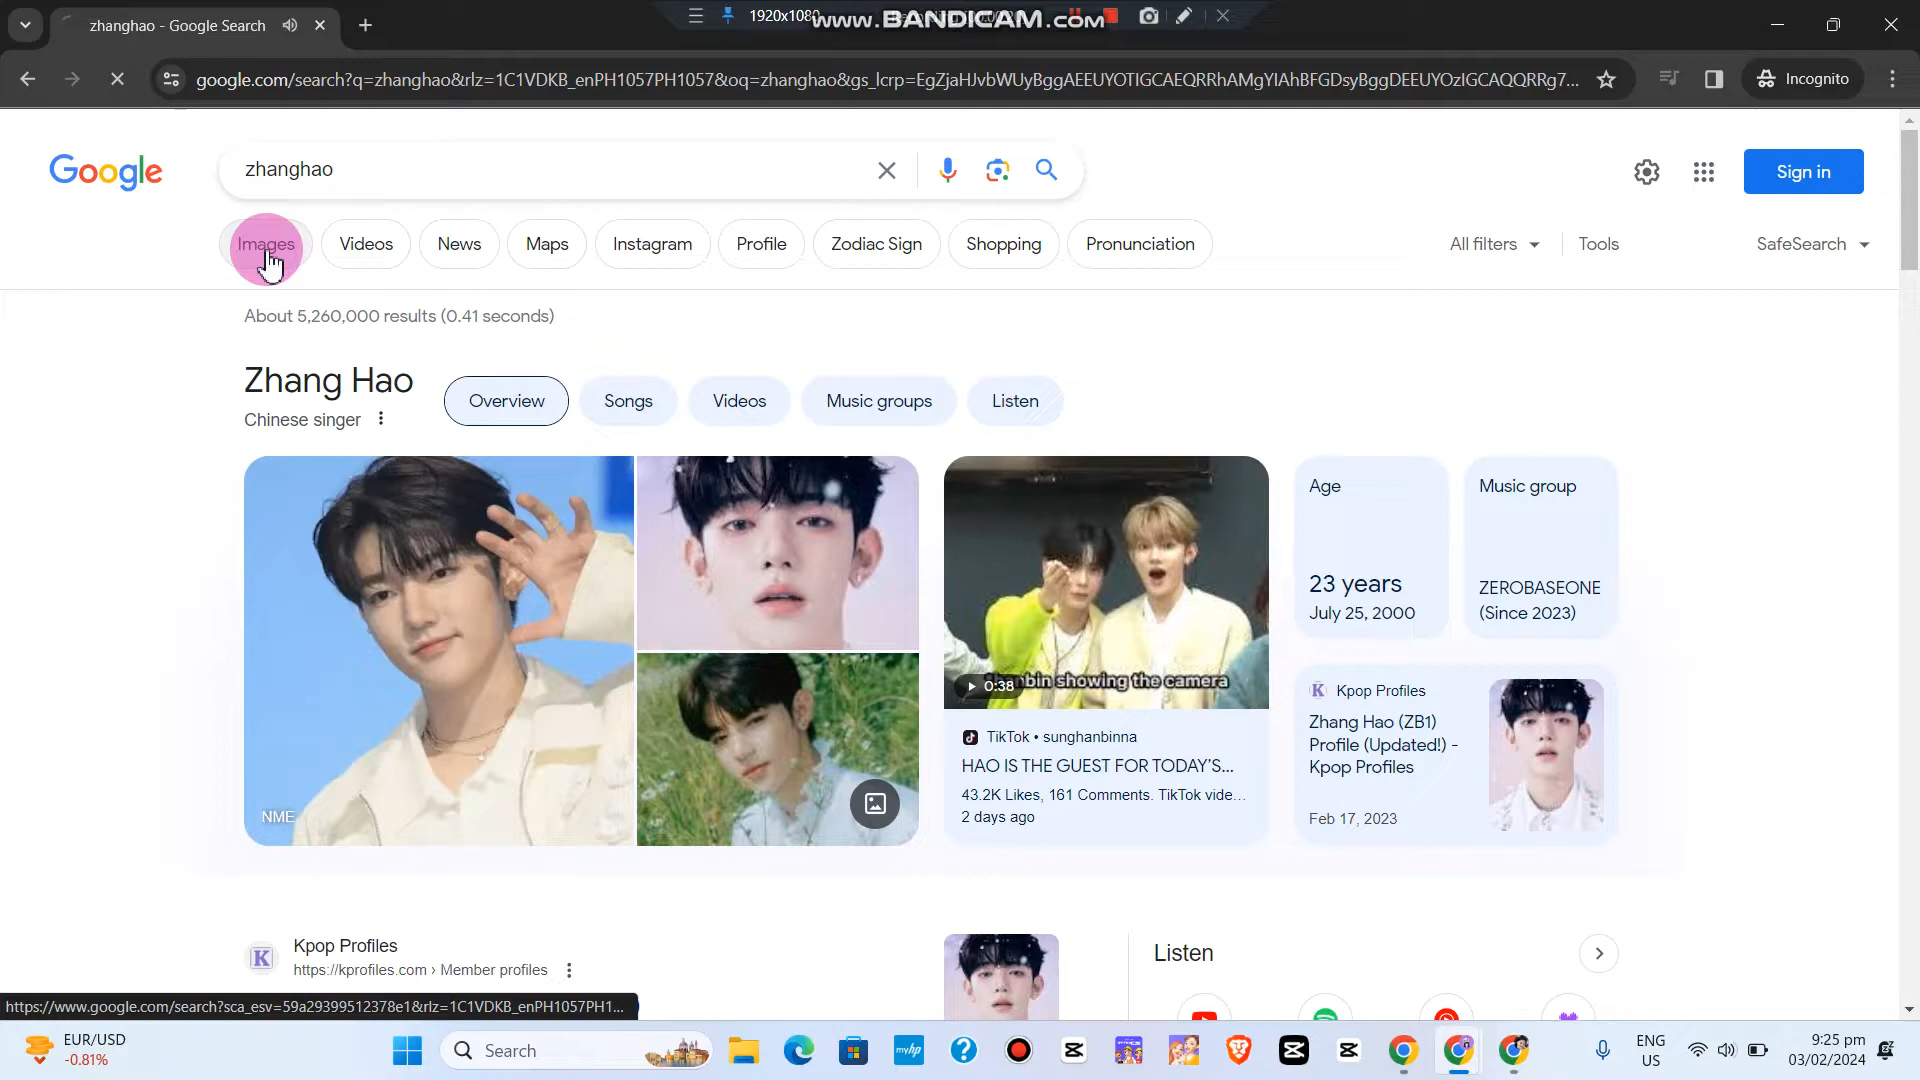 zhanghao - Google Search
1920x1080
www.BANDICAM.com
google.com/search?q=zhanghao&rlz=1C1VDKB_enPH1057PH1057&oq=zhanghao&gs_lcrp=EgZjaHJvbWUyBggAEEUYOTIGCAEQRRhAMgYIAhBFGDsyBggDEEUYOzIGCAQQRRg7...
Incognito
Google
zhanghao
Sign in
Images
Videos
News
Maps
Instagram
Profile
Zodiac Sign
Shopping
Pronunciation
All filters
Tools
SafeSearch
About 5,260,000 results (0.41 seconds)
Zhang Hao
Chinese singer
Overview
Songs
Videos
Music groups
Listen
NME
0:38
bin showing the camera
TikTok • sunghanbinna
HAO IS THE GUEST FOR TODAY'S...
43.2K Likes, 161 Comments. TikTok vide...
2 days ago
Age
23 years
July 25, 2000
Music group
ZEROBASEONE
(Since 2023)
Kpop Profiles
Zhang Hao (ZB1)
Profile (Updated!) -
Kpop Profiles
Feb 17, 2023
K
Kpop Profiles
https://kprofiles.com › Member profiles
Listen
https://www.google.com/search?sca_esv=59a29399512378e1&rlz=1C1VDKB_enPH1057PH1...
EUR/USD
-0.81%
Search
myhp
ENG
US
9:25 pm
03/02/2024